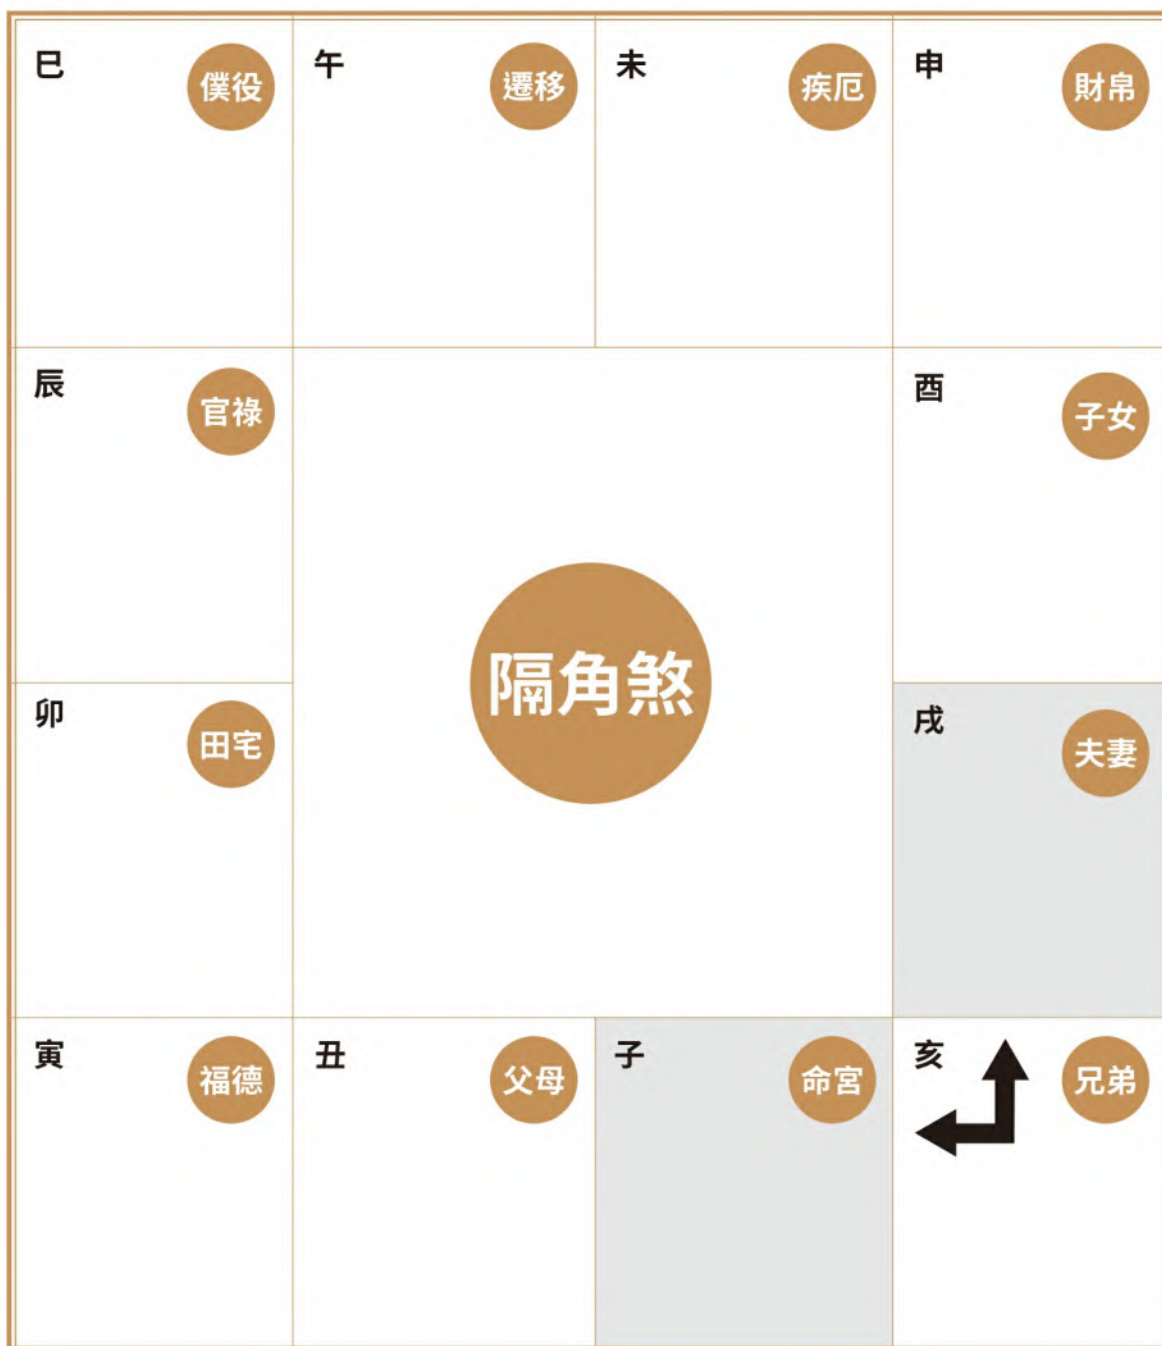 巳 僕役
午 遷移
未 疾厄
申 財帛
辰 官祿
酉 子女
隔角煞
卯 田宅
戌 夫妻
寅 福德
丑 父母
子 命宮
亥 兄弟